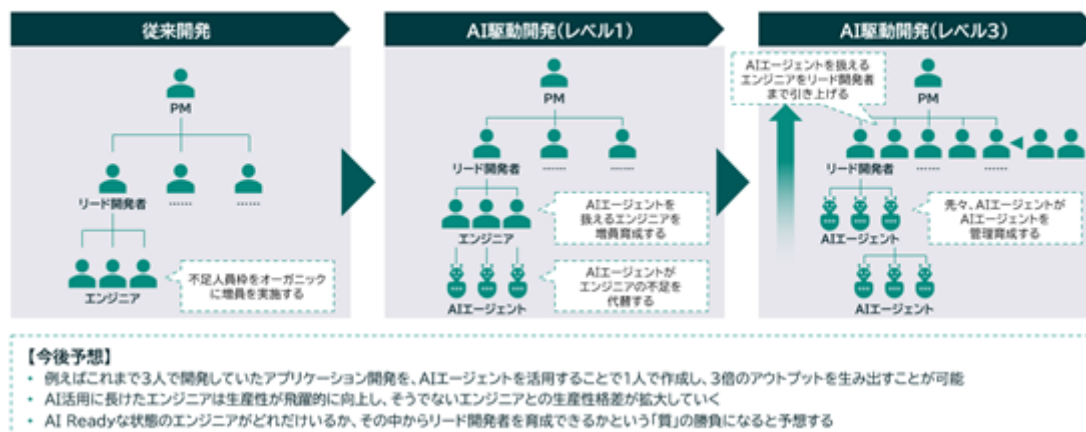 従来開発
PM
リード開発者
……
……
エンジニア
不足人員枠をオーガニック
に増員を実施する
AI駆動開発(レベル1)
PM
リード開発者
……
……
エンジニア
AIエージェントを
扱えるエンジニアを
増員育成する
AIエージェント
AIエージェントが
エンジニアの不足を
代替する
AI駆動開発(レベル3)
AIエージェントを扱える
エンジニアをリード開発者
まで引き上げる
PM
リード開発者
……
……
AIエージェント
先々、AIエージェントが
AIエージェントを
管理育成する
AIエージェント
【今後予想】
• 例えばこれまで3人で開発していたアプリケーション開発を、AIエージェントを活用することで1人で作成し、3倍のアウトプットを生み出すことが可能
• AI活用に長けたエンジニアは生産性が飛躍的に向上し、そうでないエンジニアとの生産性格差が拡大していく
• AI Readyな状態のエンジニアがどれだけいるか、その中からリード開発者を育成できるかという「質」の勝負になると予想する